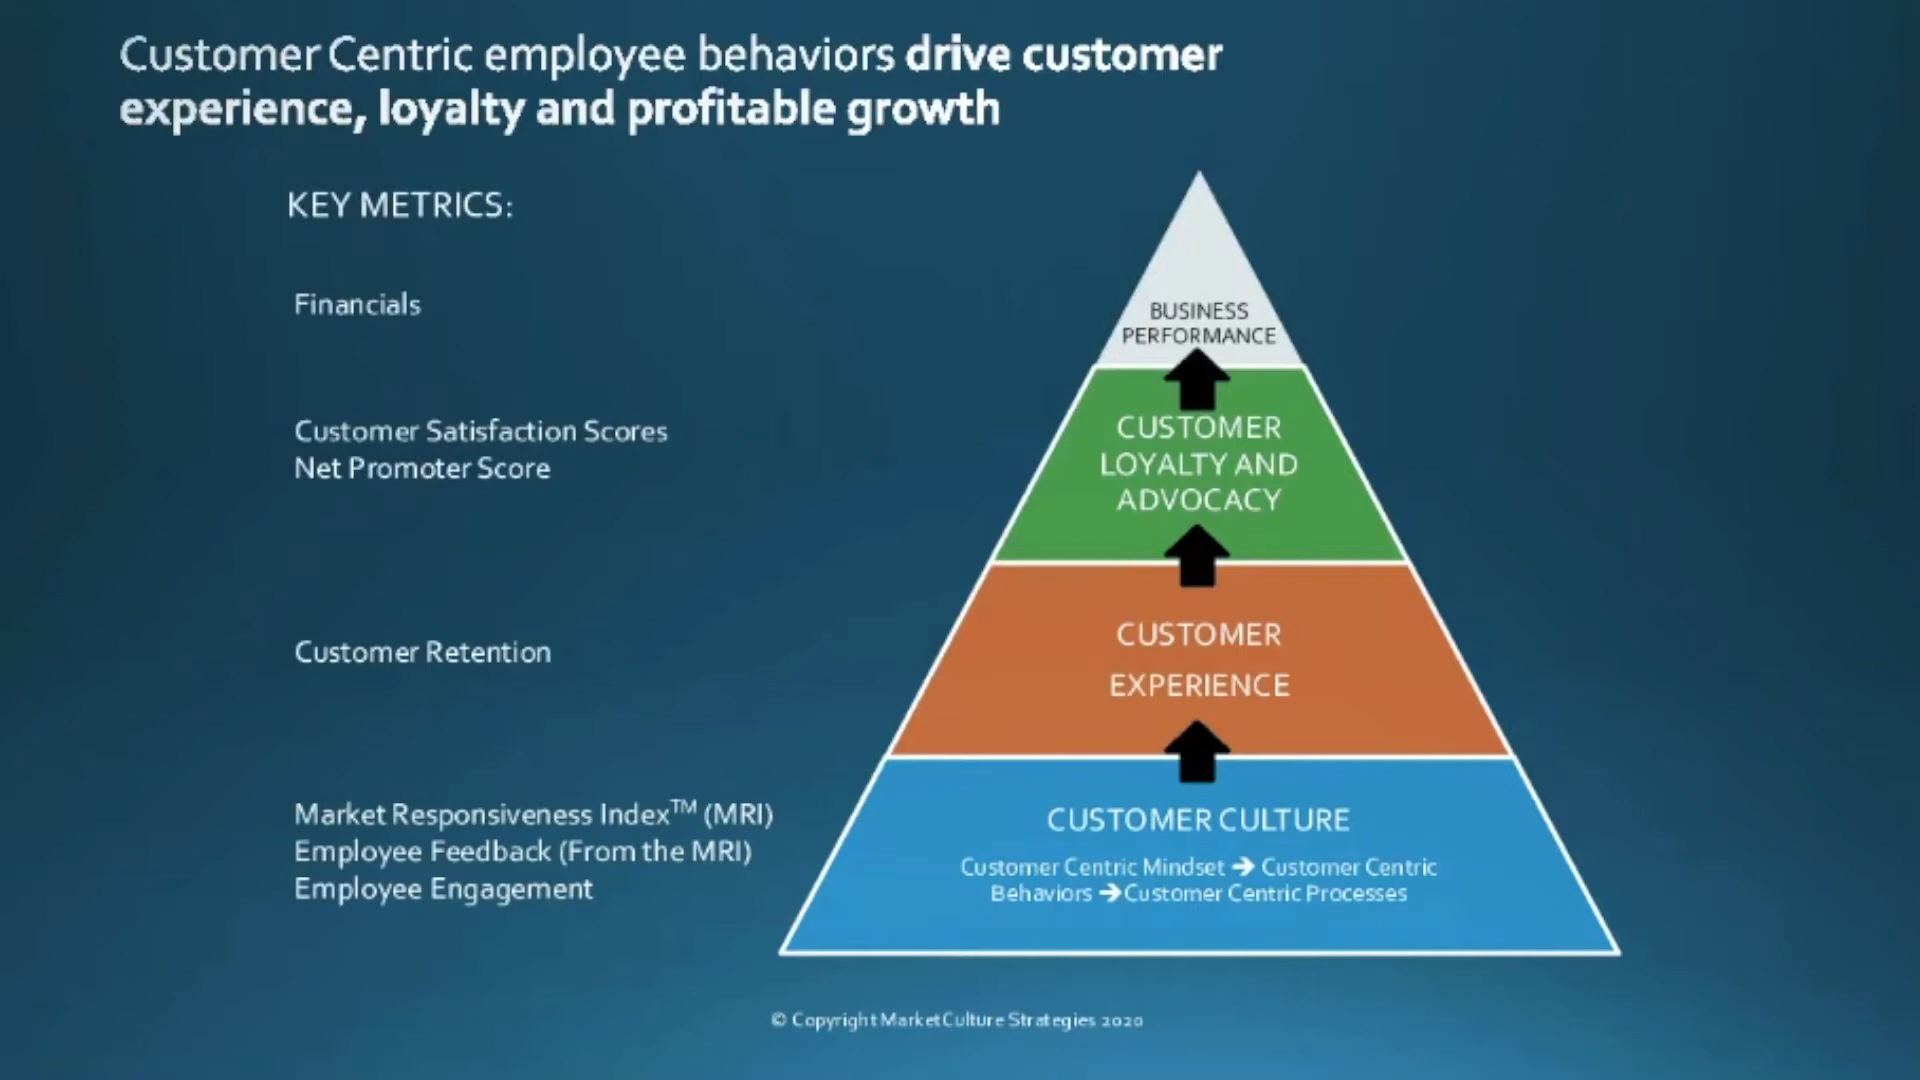 Customer Centric employee behaviors drive customer
experience, loyalty and profitable growth
KEY METRICS:
Financials
Customer Satisfaction Scores
Net Promoter Score
Customer Retention
Market Responsiveness Index™ (MRI)
Employee Feedback (From the MRI)
Employee Engagement
BUSINESS
PERFORMANCE
CUSTOMER
LOYALTY AND
ADVOCACY
CUSTOMER
EXPERIENCE
CUSTOMER CULTURE
Customer Centric Mindset → Customer Centric
Behaviors → Customer Centric Processes
© Copyright MarketCulture Strategies 2020